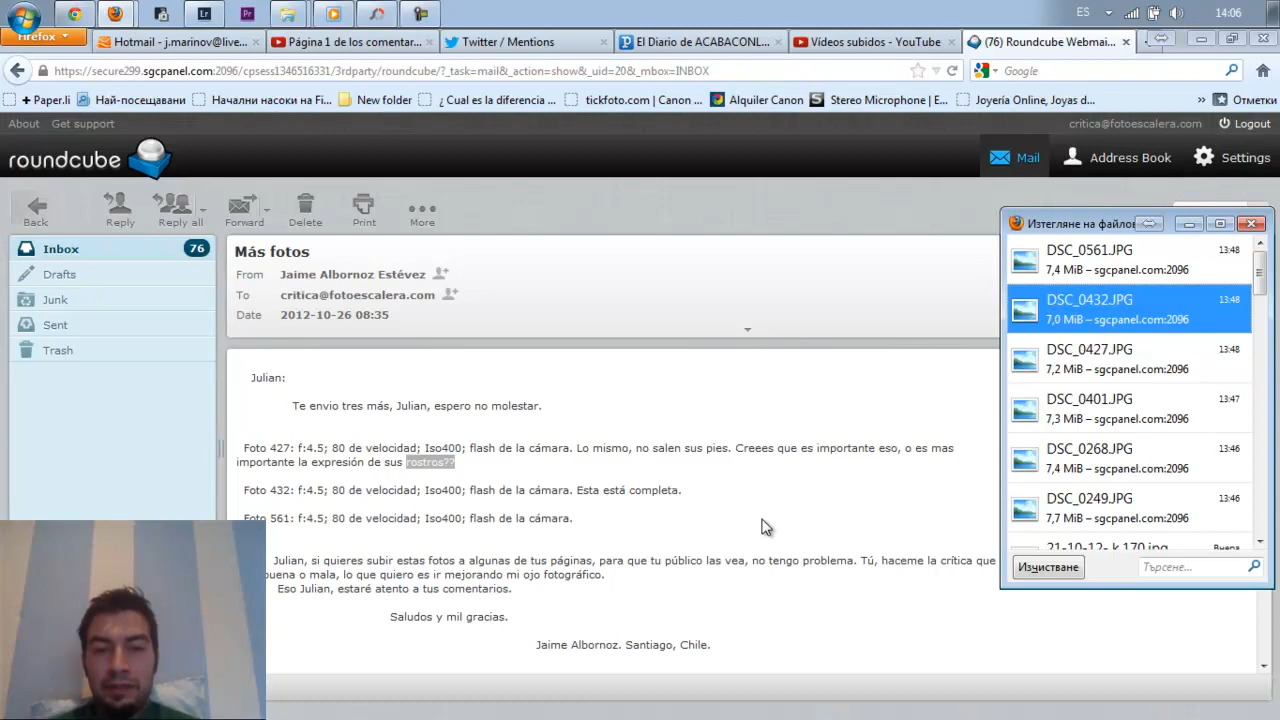 ES 14:06
Firefox
Hotmail - j.marinov@live...
Página 1 de los comentar...
Twitter / Mentions
El Diario de ACABACONL...
Vídeos subidos - YouTube
(76) Roundcube Webmai...
https://secure299.sgcpanel.com:2096/cpsess1346516331/3rdparty/roundcube/?_task=mail&_action=show&_uid=20&_mbox=INBOX
Google
+ Paper.li
Най-посещавани
Начални насоки на Fi...
New folder
¿ Cual es la diferencia ...
tickfoto.com | Canon ...
Alquiler Canon
Stereo Microphone | E...
Joyería Online, Joyas d...
»
Отметки
About Get support
critica@fotoescalera.com Logout
roundcube
Mail Address Book Settings
Back Reply Reply all Forward Delete Print More
Inbox 76
Drafts
Junk
Sent
Trash
Más fotos
From Jaime Albornoz Estévez
To critica@fotoescalera.com
Date 2012-10-26 08:35
Julian:
Te envio tres más, Julian, espero no molestar.
Foto 427: f:4.5; 80 de velocidad; Iso400; flash de la cámara. Lo mismo, no salen sus pies. Creees que es importante eso, o es mas
importante la expresión de sus rostros??
Foto 432: f:4.5; 80 de velocidad; Iso400; flash de la cámara. Esta está completa.
Foto 561: f:4.5; 80 de velocidad; Iso400; flash de la cámara.
Julian, si quieres subir estas fotos a algunas de tus páginas, para que tu público las vea, no tengo problema. Tú, haceme la crítica que
buena o mala, lo que quiero es ir mejorando mi ojo fotográfico.
Eso Julian, estaré atento a tus comentarios.
Saludos y mil gracias.
Jaime Albornoz. Santiago, Chile.
Изтегляне на файлов
DSC_0561.JPG 13:48
7,4 MiB – sgcpanel.com:2096
DSC_0432.JPG 13:48
7,0 MiB – sgcpanel.com:2096
DSC_0427.JPG 13:48
7,2 MiB – sgcpanel.com:2096
DSC_0401.JPG 13:47
7,3 MiB – sgcpanel.com:2096
DSC_0268.JPG 13:46
7,4 MiB – sgcpanel.com:2096
DSC_0249.JPG 13:46
7,7 MiB – sgcpanel.com:2096
21-10-12- k 170.jpg Вчера
Изчистване
Търсене...